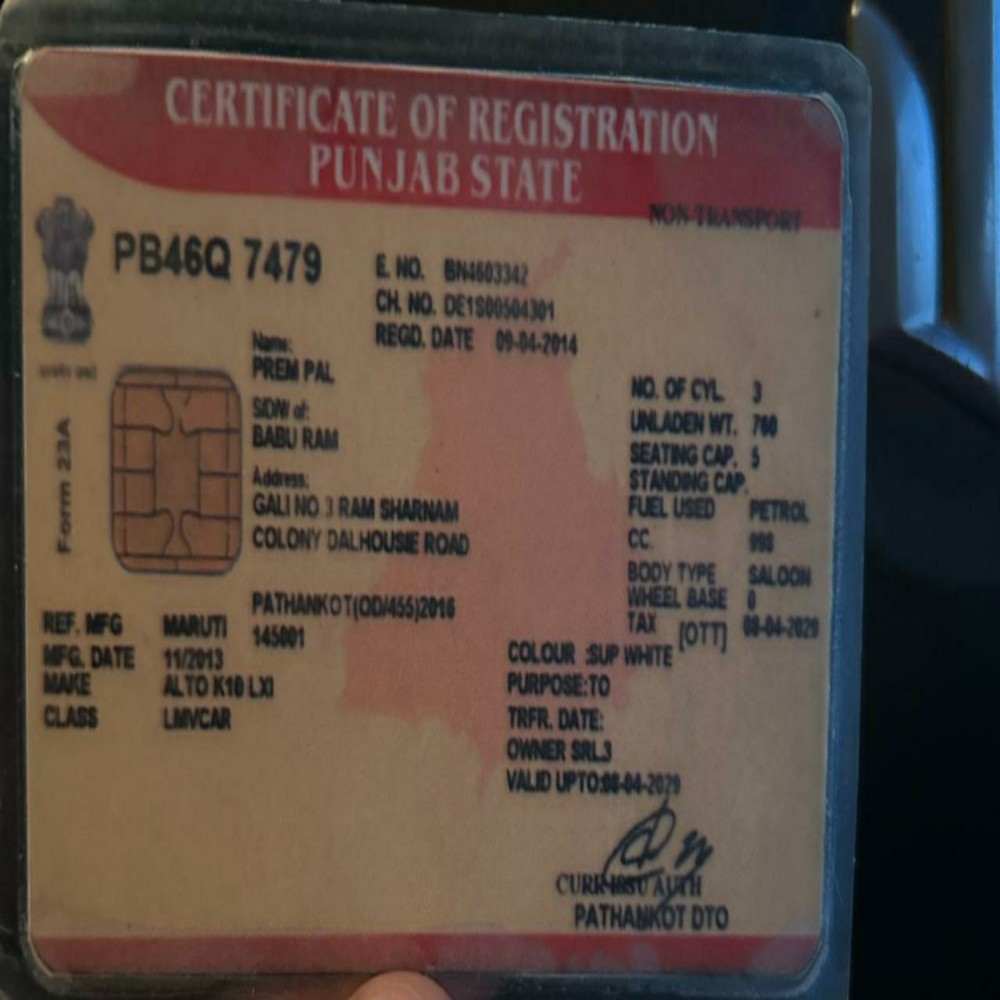 CERTIFICATE OF REGISTRATION
PUNJAB STATE
NON-TRANSPORT
PB46Q 7479
E. NO. BN4603342
CH. NO. DE1S00504301
REGD. DATE 09-04-2014
Name:
PREM PAL
S/D/W of:
BABU RAM
Address:
GALI NO 3 RAM SHARNAM
COLONY DALHOUSIE ROAD
PATHANKOT(OD/455)2016
145001
Form 23A
NO. OF CYL. 3
UNLADEN WT. 760
SEATING CAP. 5
STANDING CAP.
FUEL USED PETROL
CC 998
BODY TYPE SALOON
WHEEL BASE 0
TAX [OTT] 08-04-2029
REF. MFG MARUTI
MFG. DATE 11/2013
MAKE ALTO K10 LXI
CLASS LMVCAR
COLOUR :SUP WHITE
PURPOSE:TO
TRFR. DATE:
OWNER SRL.3
VALID UPTO:08-04-2029
CURR ISSU AUTH
PATHANKOT DTO